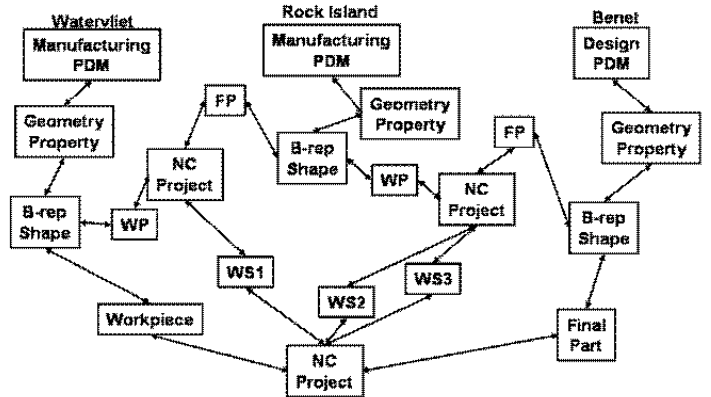 Watervliet
Rock Island
Benet
Manufacturing
PDM
Manufacturing
PDM
Design
PDM
Geometry
Property
FP
Geometry
Property
FP
Geometry
Property
NC
Project
B-rep
Shape
WP
NC
Project
B-rep
Shape
WP
B-rep
Shape
WS1
WS2
WS3
Workpiece
Final
Part
NC
Project